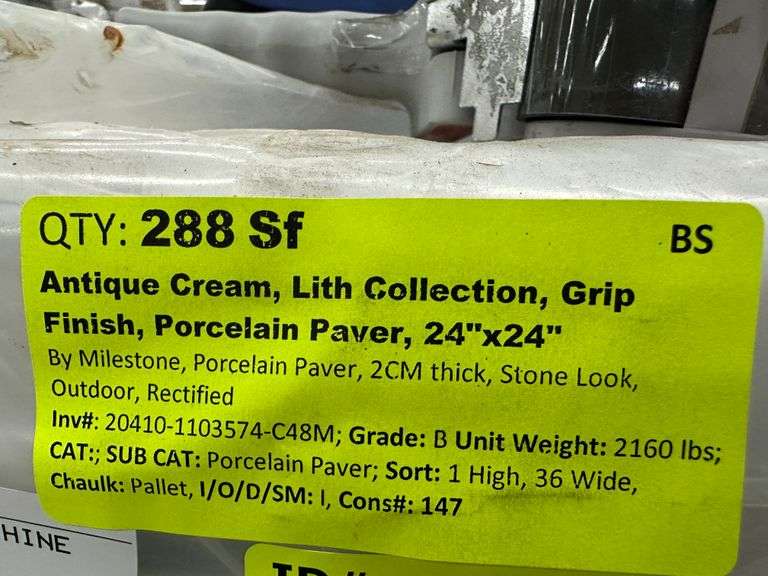 QTY: 288 Sf
BS
Antique Cream, Lith Collection, Grip
Finish, Porcelain Paver, 24"x24"
By Milestone, Porcelain Paver, 2CM thick, Stone Look,
Outdoor, Rectified
Inv#: 20410-1103574-C48M; Grade: B Unit Weight: 2160 lbs;
CAT:; SUB CAT: Porcelain Paver; Sort: 1 High, 36 Wide,
Chaulk: Pallet, I/O/D/SM: I, Cons#: 147
HINE
ID#